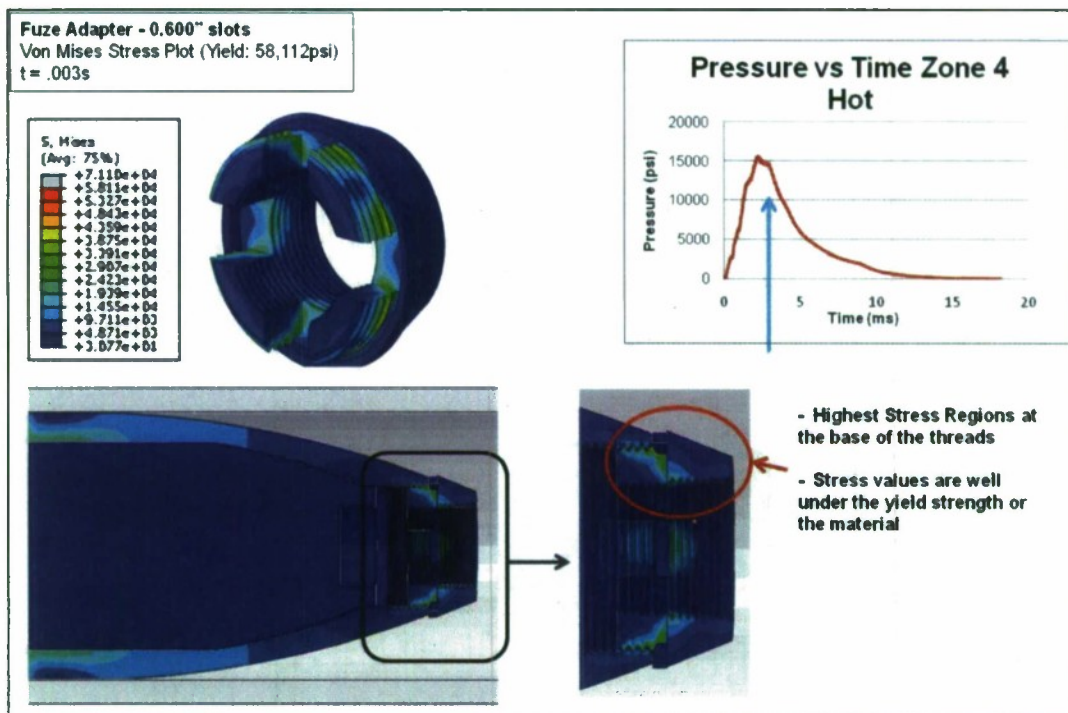 Fuze Adapter - 0.600" slots
Von Mises Stress Plot (Yield: 58,112psi)
t = .003s
S, Mises
(Avg: 75%)
+7.110e+04
+5.811e+04
+5.327e+04
+4.843e+04
+4.359e+04
+3.875e+04
+3.391e+04
+2.907e+04
+2.423e+04
+1.939e+04
+1.455e+04
+9.711e+03
+4.871e+03
+3.077e+01
Pressure vs Time Zone 4
Hot
Pressure (psi)
20000
15000
10000
5000
0
0 5 10 15 20
Time (ms)
- Highest Stress Regions at
the base of the threads
- Stress values are well
under the yield strength or
the material